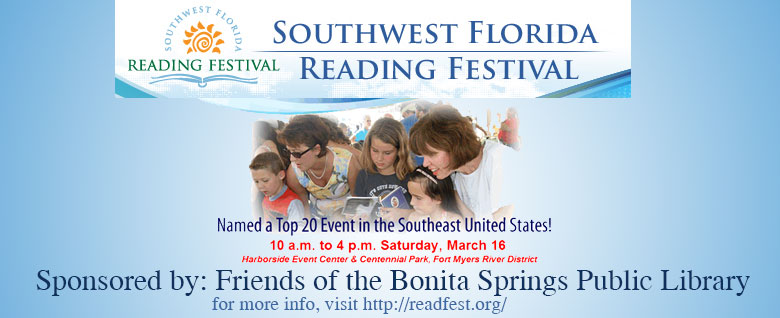 SOUTHWEST FLORIDA
READING FESTIVAL
SOUTHWEST FLORIDA
READING FESTIVAL
Named a Top 20 Event in the Southeast United States!
10 a.m. to 4 p.m. Saturday, March 16
Harborside Event Center & Centennial Park, Fort Myers River District
Sponsored by: Friends of the Bonita Springs Public Library
for more info, visit http://readfest.org/